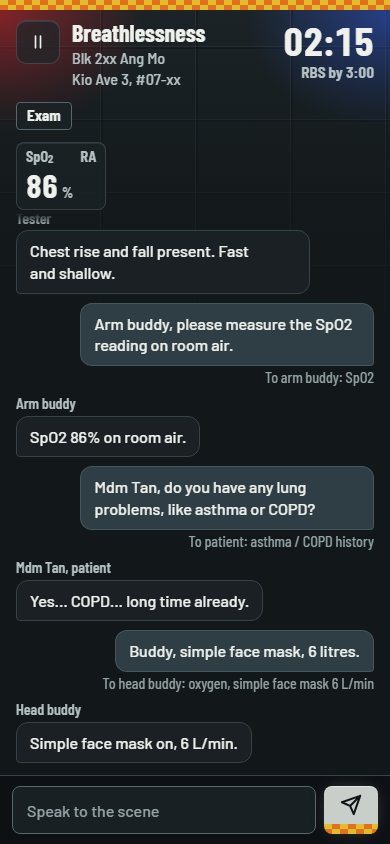 Breathlessness
Blk 2xx Ang Mo
Kio Ave 3, #07-xx
02:15
RBS by 3:00
Exam
SpO₂ RA
86 %
Tester
Chest rise and fall present. Fast
and shallow.
Arm buddy, please measure the SpO2
reading on room air.
To arm buddy: SpO2
Arm buddy
SpO2 86% on room air.
Mdm Tan, do you have any lung
problems, like asthma or COPD?
To patient: asthma / COPD history
Mdm Tan, patient
Yes... COPD... long time already.
Buddy, simple face mask, 6 litres.
To head buddy: oxygen, simple face mask 6 L/min
Head buddy
Simple face mask on, 6 L/min.
Speak to the scene